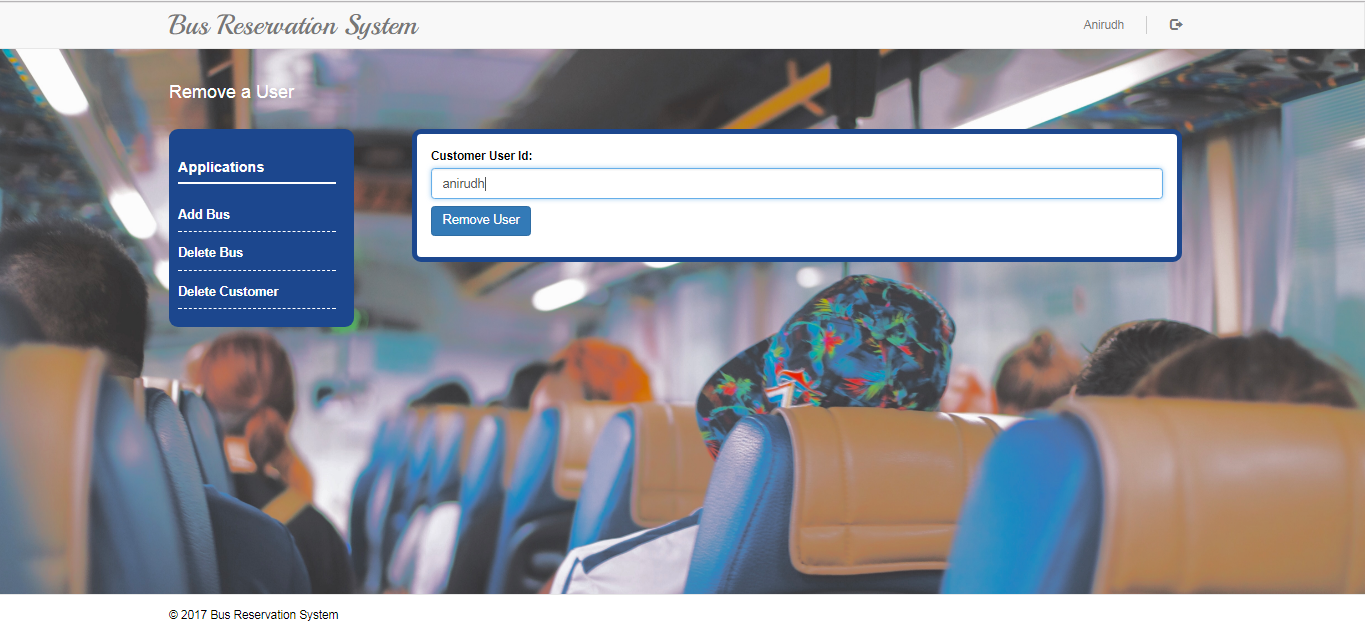 Bus Reservation System
Anirudh
Remove a User
Applications
Add Bus
Delete Bus
Delete Customer
Customer User Id:
anirudh
Remove User
© 2017 Bus Reservation System